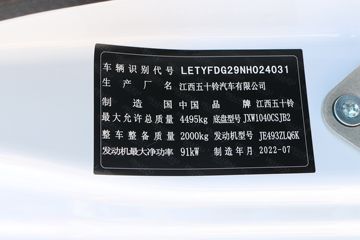 车辆识别代号 LETYFDG29NH024031
生产厂名 江西五十铃汽车有限公司
制造国 中国 品牌 江西五十铃
最大允许总质量 4495kg 底盘型号 JXW1040CSJB2
整车整备质量 2000kg 发动机型号 JE493ZLQ6K
发动机最大净功率 91kW 制造年月 2022-07